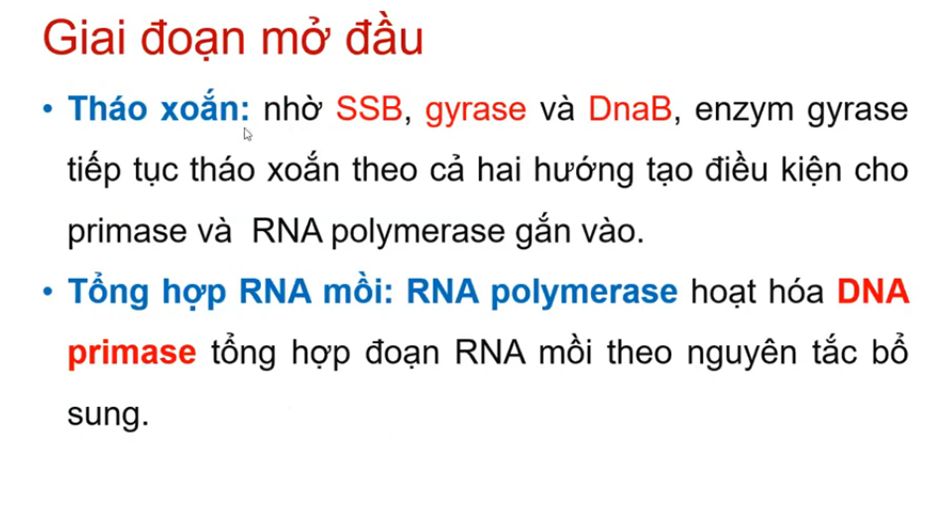 Giai đoạn mở đầu
• Tháo xoắn: nhờ SSB, gyrase và DnaB, enzym gyrase
tiếp tục tháo xoắn theo cả hai hướng tạo điều kiện cho
primase và RNA polymerase gắn vào.
• Tổng hợp RNA mồi: RNA polymerase hoạt hóa DNA
primase tổng hợp đoạn RNA mồi theo nguyên tắc bổ
sung.